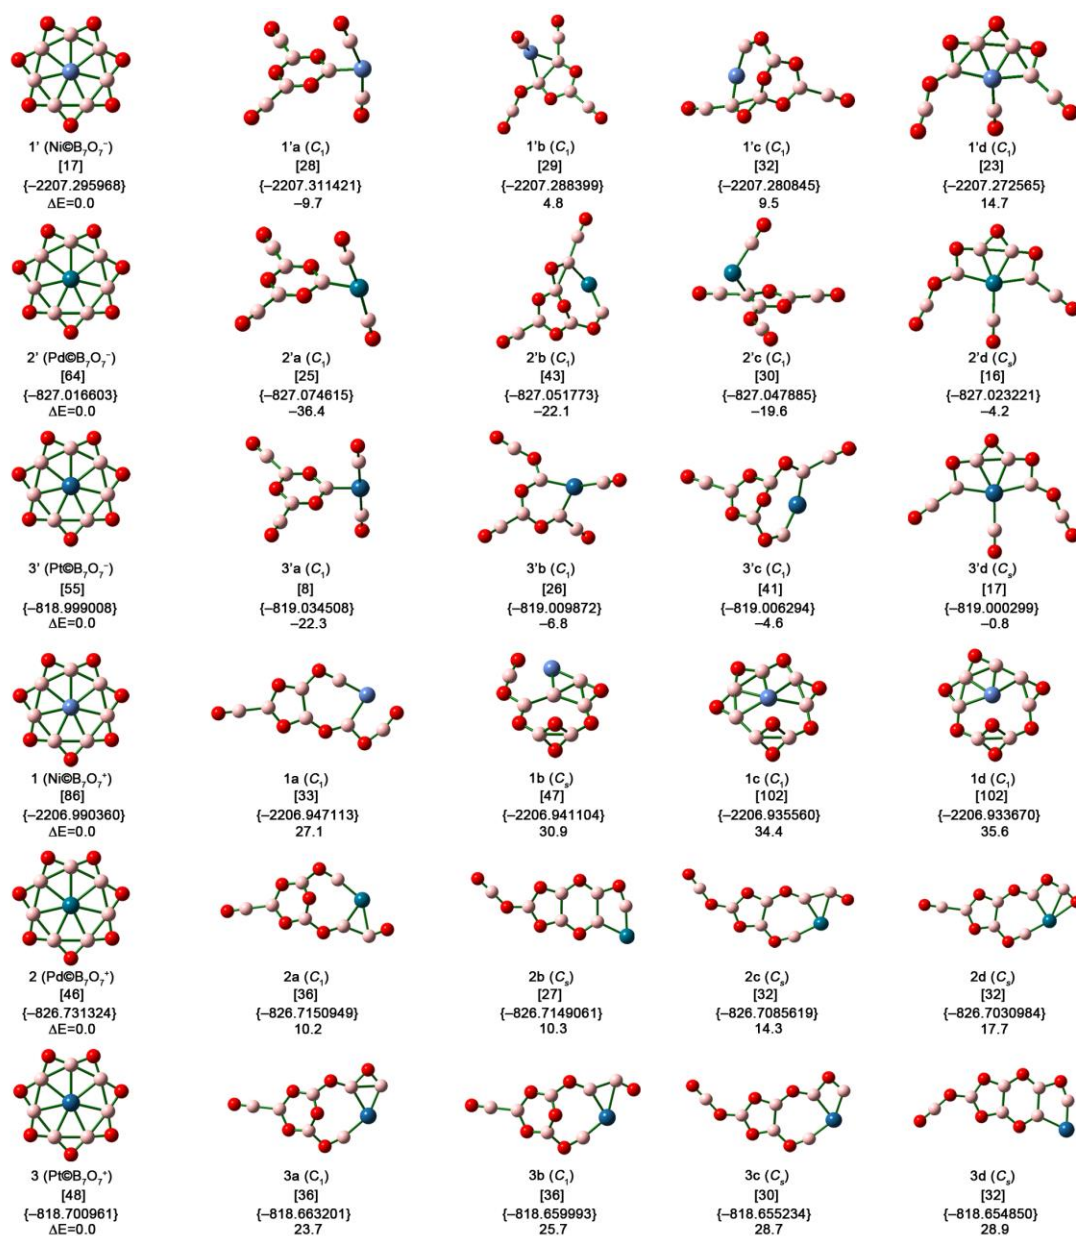 1' (Ni©B₇O₇⁻)
[17]
{–2207.295968}
ΔE=0.0
1'a (C₁)
[28]
{–2207.311421}
–9.7
1'b (C₁)
[29]
{–2207.288399}
4.8
1'c (C₁)
[32]
{–2207.280845}
9.5
1'd (C₁)
[23]
{–2207.272565}
14.7
2' (Pd©B₇O₇⁻)
[64]
{–827.016603}
ΔE=0.0
2'a (C₁)
[25]
{–827.074615}
–36.4
2'b (C₁)
[43]
{–827.051773}
–22.1
2'c (C₁)
[30]
{–827.047885}
–19.6
2'd (Cₛ)
[16]
{–827.023221}
–4.2
3' (Pt©B₇O₇⁻)
[55]
{–818.999008}
ΔE=0.0
3'a (C₁)
[8]
{–819.034508}
–22.3
3'b (C₁)
[26]
{–819.009872}
–6.8
3'c (C₁)
[41]
{–819.006294}
–4.6
3'd (Cₛ)
[17]
{–819.000299}
–0.8
1 (Ni©B₇O₇⁺)
[86]
{–2206.990360}
ΔE=0.0
1a (C₁)
[33]
{–2206.947113}
27.1
1b (Cₛ)
[47]
{–2206.941104}
30.9
1c (C₁)
[102]
{–2206.935560}
34.4
1d (C₁)
[102]
{–2206.933670}
35.6
2 (Pd©B₇O₇⁺)
[46]
{–826.731324}
ΔE=0.0
2a (C₁)
[36]
{–826.7150949}
10.2
2b (Cₛ)
[27]
{–826.7149061}
10.3
2c (Cₛ)
[32]
{–826.7085619}
14.3
2d (Cₛ)
[32]
{–826.7030984}
17.7
3 (Pt©B₇O₇⁺)
[48]
{–818.700961}
ΔE=0.0
3a (C₁)
[36]
{–818.663201}
23.7
3b (C₁)
[36]
{–818.659993}
25.7
3c (Cₛ)
[30]
{–818.655234}
28.7
3d (Cₛ)
[32]
{–818.654850}
28.9